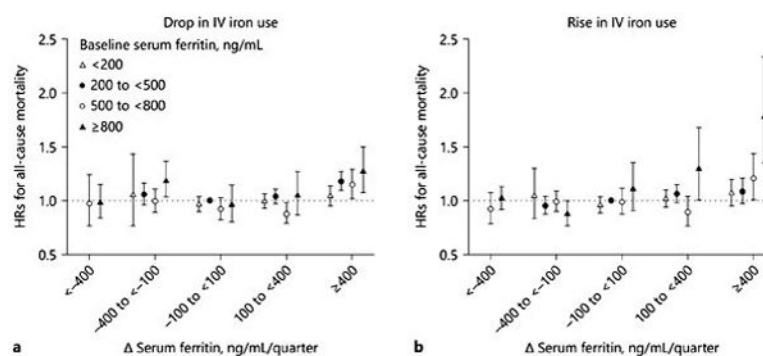 Drop in IV iron use
Rise in IV iron use
2.5
2.0
1.5
1.0
0.5
HRs for all-cause mortality
Baseline serum ferritin, ng/mL
△ <200
● 200 to <500
○ 500 to <800
▲ ≥800
<–400
–400 to <–100
–100 to <100
100 to <400
≥400
a
Δ Serum ferritin, ng/mL/quarter
2.5
2.0
1.5
1.0
0.5
HRs for all-cause mortality
<–400
–400 to <–100
–100 to <100
100 to <400
≥400
b
Δ Serum ferritin, ng/mL/quarter